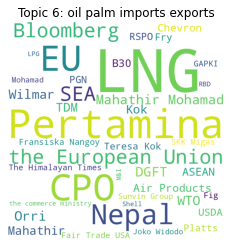 Topic 6: oil palm imports exports
Bloomberg
Chevron
RSPO Fry
EU
LNG
LPG
B30
GAPKI
Mohamad
PGN
RBD
Wilmar
SEA
Mahathir Mohamad
TDM
Kok
Pertamina
Fransiska Nangoy
Teresa Kok
SKK Migas
the European Union
The Himalayan Times
DGFT
ASEAN
CPO
Air Products
M&I
WTO
Fig
Sunvin Group
USDA
the commerce ministry
Nepal
Orri
Shell
Platts
Mahathir
Joko Widodo
Fair Trade USA